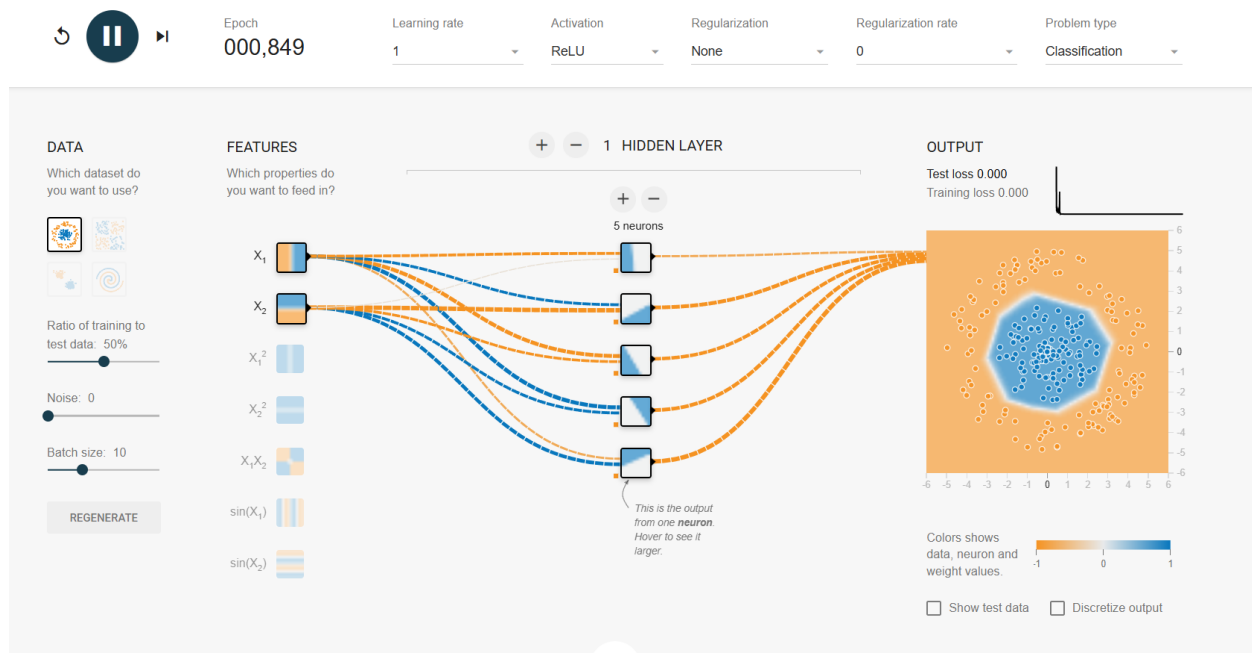 Epoch
000,849
Learning rate
1
Activation
ReLU
Regularization
None
Regularization rate
0
Problem type
Classification
DATA
Which dataset do
you want to use?
Ratio of training to
test data: 50%
Noise: 0
Batch size: 10
REGENERATE
FEATURES
Which properties do
you want to feed in?
X1
X2
X1²
X2²
X1X2
sin(X1)
sin(X2)
+ − 1 HIDDEN LAYER
+ −
5 neurons
This is the output
from one neuron.
Hover to see it
larger.
OUTPUT
Test loss 0.000
Training loss 0.000
6
5
4
3
2
1
0
-1
-2
-3
-4
-5
-6
-6 -5 -4 -3 -2 -1 0 1 2 3 4 5 6
Colors shows
data, neuron and
weight values.
-1 0 1
Show test data
Discretize output